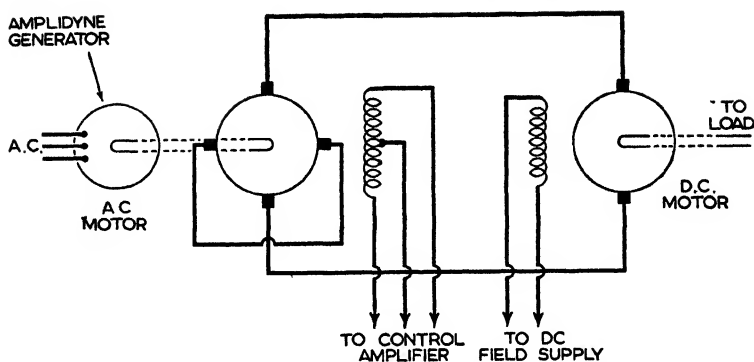 AMPLIDYNE
GENERATOR
A.C.
A C
MOTOR
TO
LOAD
D.C.
MOTOR
TO CONTROL
AMPLIFIER
TO DC
FIELD SUPPLY